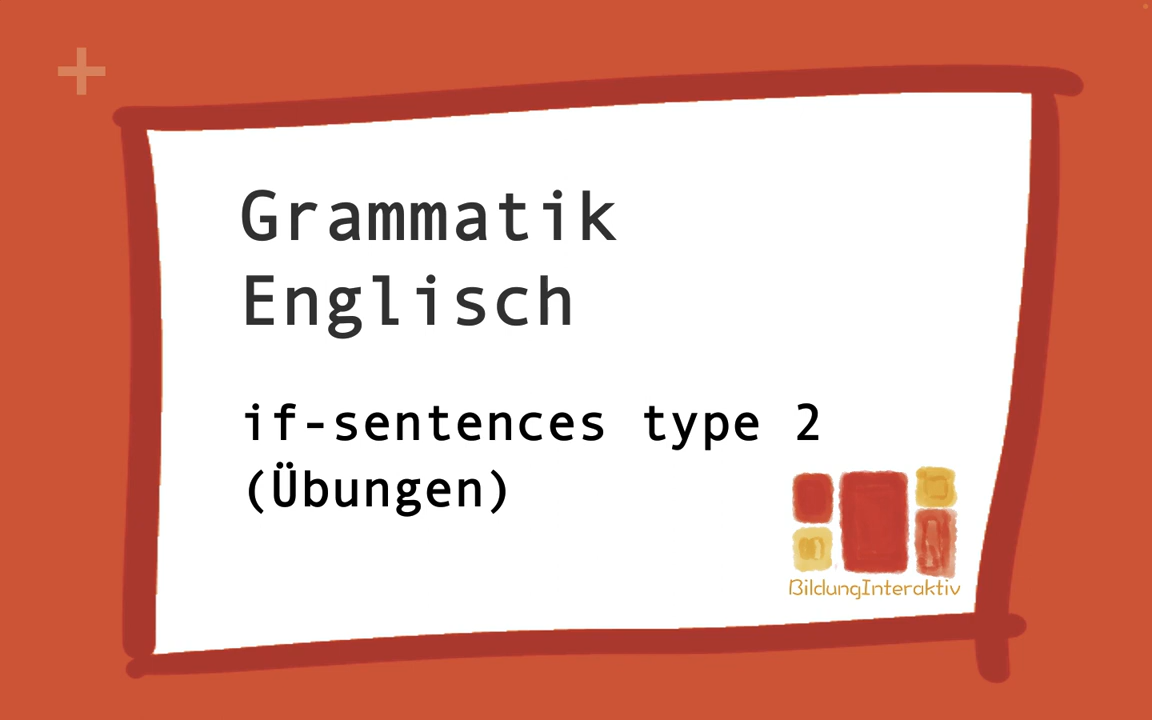 Grammatik
Englisch
if-sentences type 2
(Übungen)
BildungInteraktiv